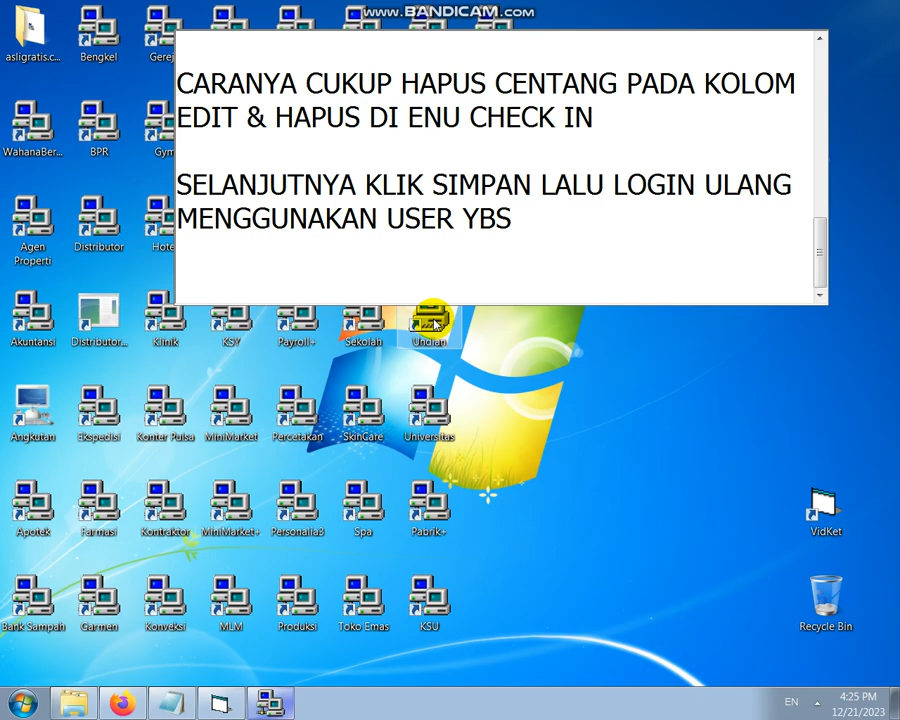 www.BANDICAM.com
asligratis.c...
Bengkel
Gerej
CARANYA CUKUP HAPUS CENTANG PADA KOLOM
EDIT & HAPUS DI ENU CHECK IN
SELANJUTNYA KLIK SIMPAN LALU LOGIN ULANG
MENGGUNAKAN USER YBS
WahanaBer...
BPR
Gym
Agen
Properti
Distributor
Hote
Akuntansi
Distributor...
Klinik
KSY
Payroll+
Sekolah
Undian
Angkutan
Ekspedisi
Konter Pulsa
MiniMarket
Percetakan
SkinCare
Universitas
Apotek
Farmasi
Kontraktor
MiniMarket+
Personalia3
Spa
Pabrik+
VidKet
Bank Sampah
Garmen
Konveksi
MLM
Produksi
Toko Emas
KSU
Recycle Bin
EN
4:25 PM
12/21/2023